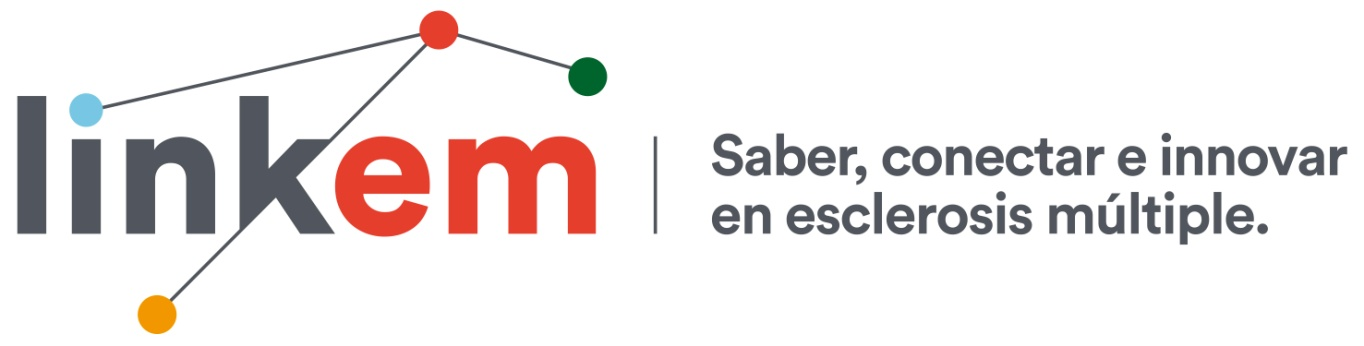 linkem
Saber, conectar e innovar
en esclerosis múltiple.